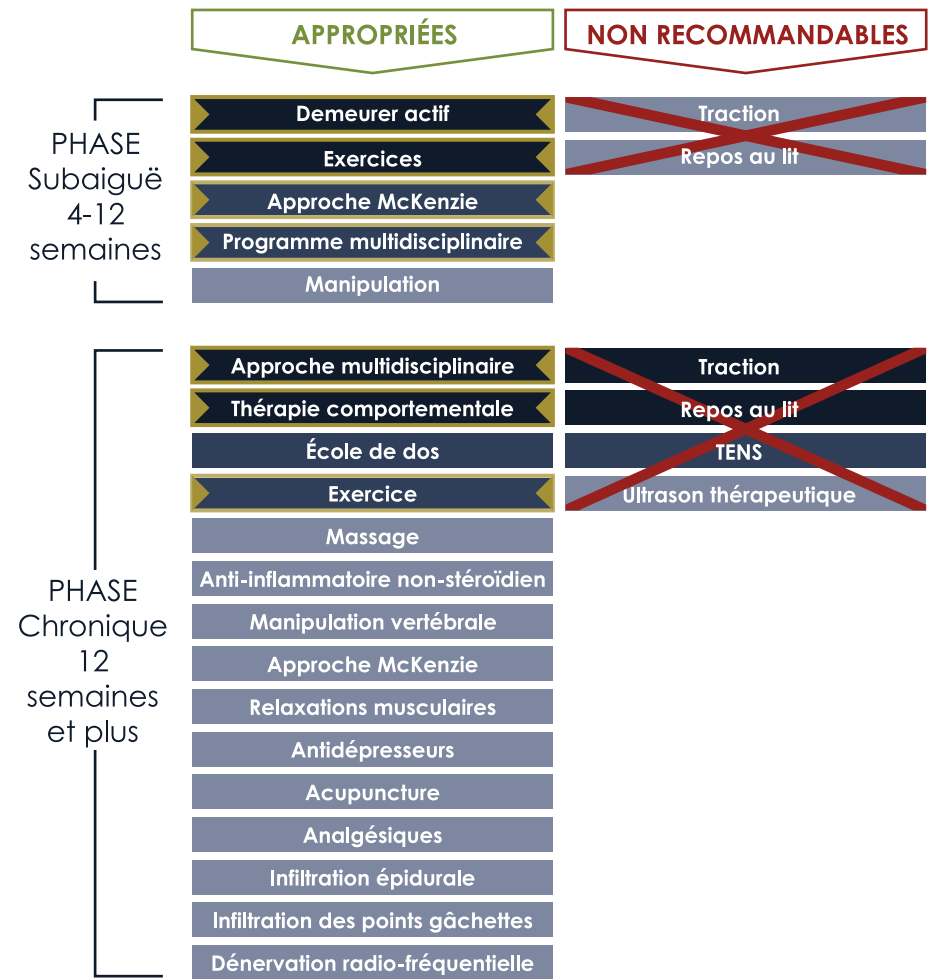 APPROPRIÉES
NON RECOMMANDABLES
PHASE
Subaiguë
4-12
semaines
Demeurer actif
Exercices
Approche McKenzie
Programme multidisciplinaire
Manipulation
Traction
Repos au lit
PHASE
Chronique
12
semaines
et plus
Approche multidisciplinaire
Thérapie comportementale
École de dos
Exercice
Massage
Anti-inflammatoire non-stéroïdien
Manipulation vertébrale
Approche McKenzie
Relaxations musculaires
Antidépresseurs
Acupuncture
Analgésiques
Infiltration épidurale
Infiltration des points gâchettes
Dénervation radio-fréquentielle
Traction
Repos au lit
TENS
Ultrason thérapeutique